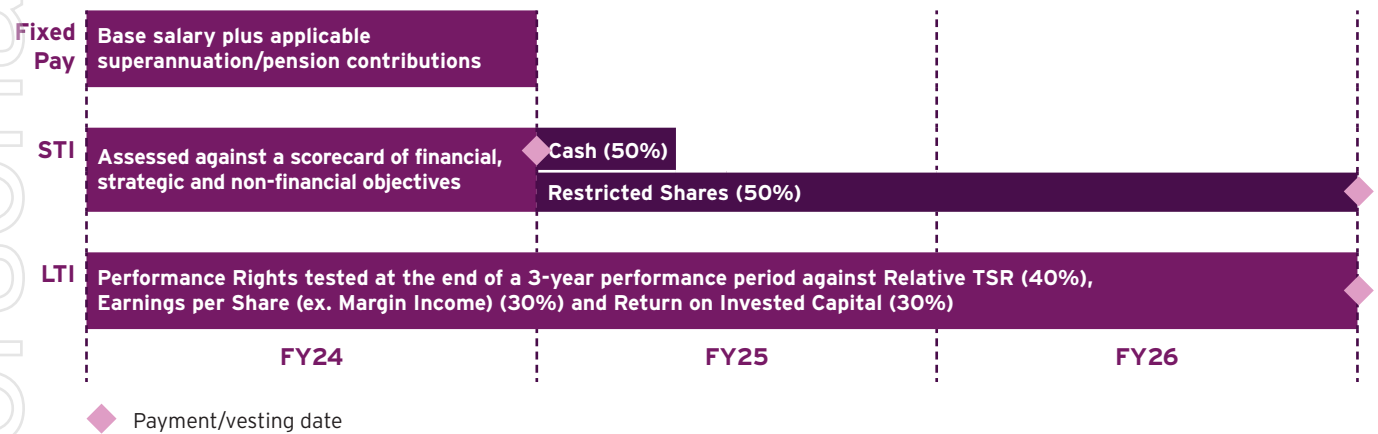 Fixed
Pay
Base salary plus applicable
superannuation/pension contributions
STI
Assessed against a scorecard of financial,
strategic and non-financial objectives
Cash (50%)
Restricted Shares (50%)
LTI
Performance Rights tested at the end of a 3-year performance period against Relative TSR (40%),
Earnings per Share (ex. Margin Income) (30%) and Return on Invested Capital (30%)
FY24
FY25
FY26
Payment/vesting date